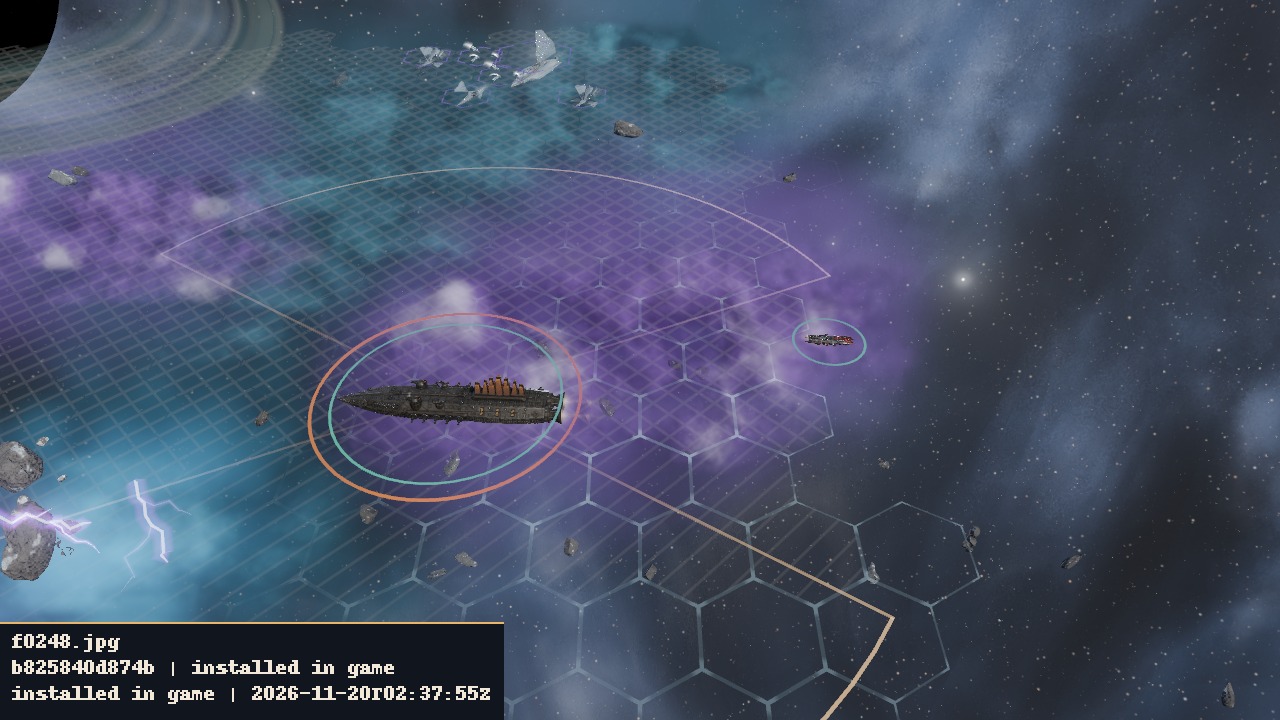 f0248.jpg
b825840d874b | installed in game
installed in game | 2026-11-20T02:37:55Z